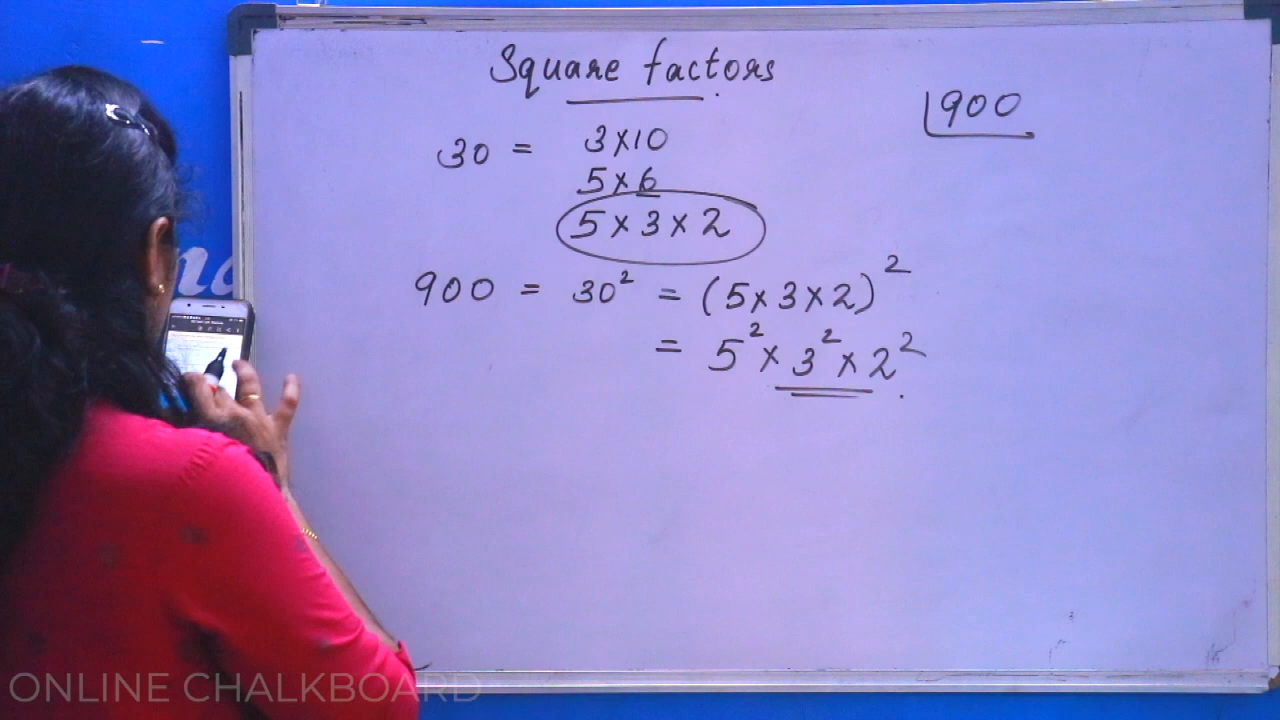 Square factors
900
30 = 3×10
5×6
5×3×2
900 = 30² = (5×3×2)²
= 5²×3²×2².
ONLINE CHALKBOARD